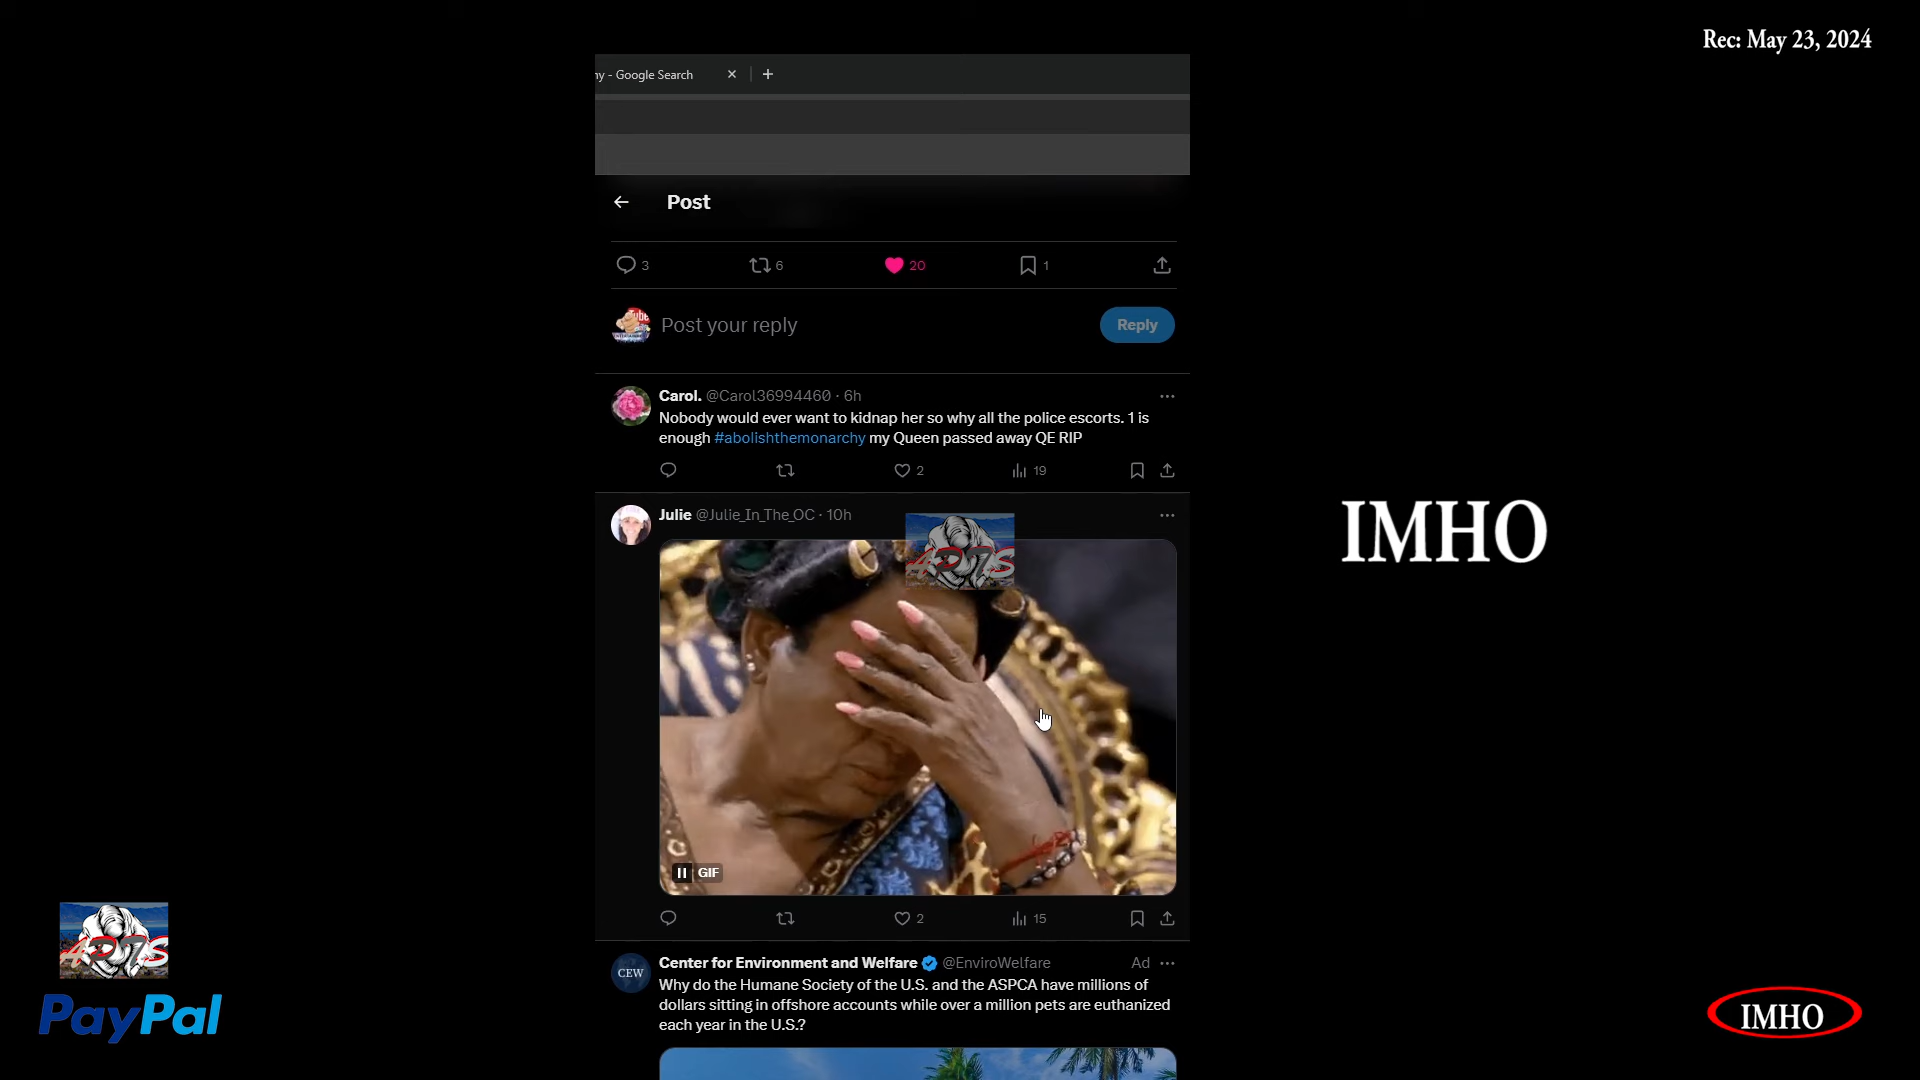 Rec: May 23, 2024
ny - Google Search
Post
3 6 20 1
Post your reply
Reply
Carol. @Carol36994460 · 6h
Nobody would ever want to kidnap her so why all the police escorts. 1 is
enough #abolishthemonarchy my Queen passed away QE RIP
2 19
Julie @Julie_In_The_OC · 10h
IMHO
GIF
2 15
Center for Environment and Welfare @EnviroWelfare Ad
CEW
Why do the Humane Society of the U.S. and the ASPCA have millions of
dollars sitting in offshore accounts while over a million pets are euthanized
each year in the U.S.?
PayPal
IMHO